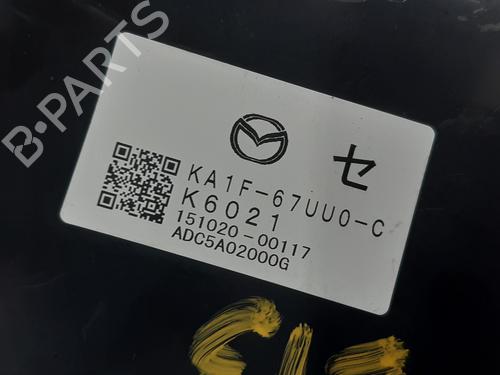 B·PARTS
セ
KA1F-67UU0-C
K6021
151020-00117
ADC5A02000G